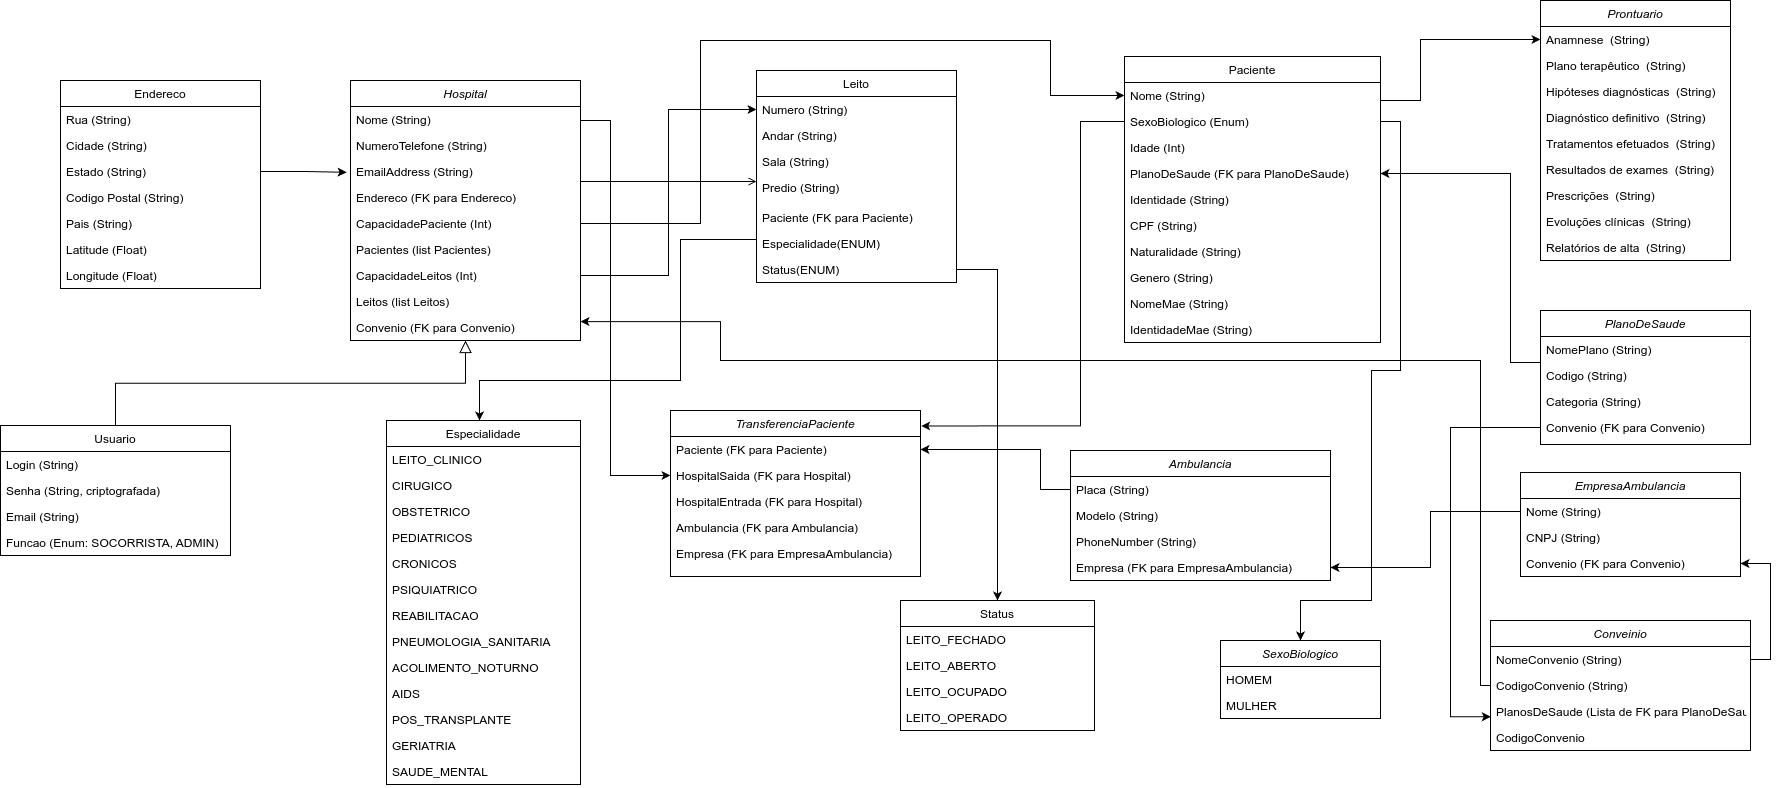 Endereco
Rua (String)
Cidade (String)
Estado (String)
Codigo Postal (String)
Pais (String)
Latitude (Float)
Longitude (Float)
Hospital
Nome (String)
NumeroTelefone (String)
EmailAddress (String)
Endereco (FK para Endereco)
CapacidadePaciente (Int)
Pacientes (list Pacientes)
CapacidadeLeitos (Int)
Leitos (list Leitos)
Convenio (FK para Convenio)
Leito
Numero (String)
Andar (String)
Sala (String)
Predio (String)
Paciente (FK para Paciente)
Especialidade(ENUM)
Status(ENUM)
Paciente
Nome (String)
SexoBiologico (Enum)
Idade (Int)
PlanoDeSaude (FK para PlanoDeSaude)
Identidade (String)
CPF (String)
Naturalidade (String)
Genero (String)
NomeMae (String)
IdentidadeMae (String)
Prontuario
Anamnese (String)
Plano terapêutico (String)
Hipóteses diagnósticas (String)
Diagnóstico definitivo (String)
Tratamentos efetuados (String)
Resultados de exames (String)
Prescrições (String)
Evoluções clínicas (String)
Relatórios de alta (String)
PlanoDeSaude
NomePlano (String)
Codigo (String)
Categoria (String)
Convenio (FK para Convenio)
Usuario
Login (String)
Senha (String, criptografada)
Email (String)
Funcao (Enum: SOCORRISTA, ADMIN)
Especialidade
LEITO_CLINICO
CIRUGICO
OBSTETRICO
PEDIATRICOS
CRONICOS
PSIQUIATRICO
REABILITACAO
PNEUMOLOGIA_SANITARIA
ACOLIMENTO_NOTURNO
AIDS
POS_TRANSPLANTE
GERIATRIA
SAUDE_MENTAL
TransferenciaPaciente
Paciente (FK para Paciente)
HospitalSaida (FK para Hospital)
HospitalEntrada (FK para Hospital)
Ambulancia (FK para Ambulancia)
Empresa (FK para EmpresaAmbulancia)
Ambulancia
Placa (String)
Modelo (String)
PhoneNumber (String)
Empresa (FK para EmpresaAmbulancia)
EmpresaAmbulancia
Nome (String)
CNPJ (String)
Convenio (FK para Convenio)
Status
LEITO_FECHADO
LEITO_ABERTO
LEITO_OCUPADO
LEITO_OPERADO
SexoBiologico
HOMEM
MULHER
Conveinio
NomeConvenio (String)
CodigoConvenio (String)
PlanosDeSaude (Lista de FK para PlanoDeSau
CodigoConvenio